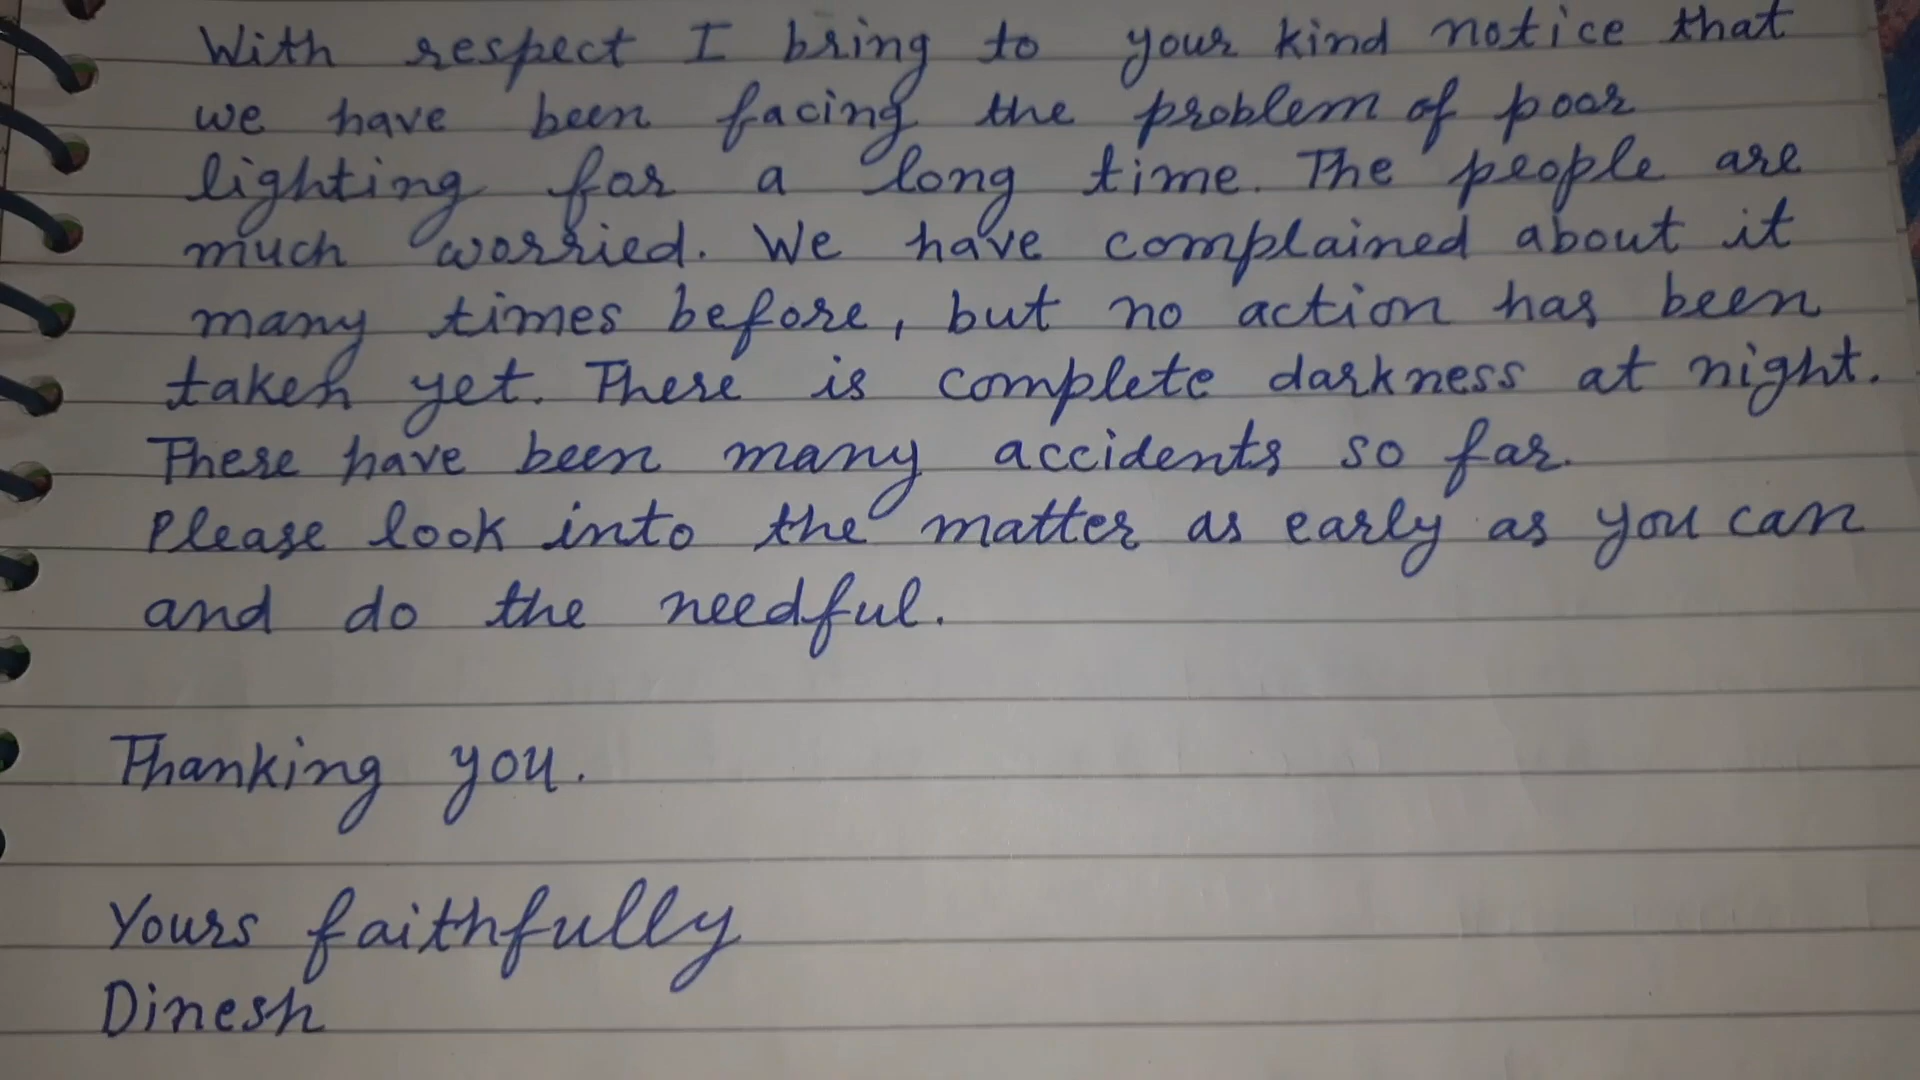 With respect I bring to your kind notice that
we have been facing the problem of poor
lighting for a long time. The people are
much worried. We have complained about it
many times before, but no action has been
taken yet. There is complete darkness at night.
There have been many accidents so far.
Please look into the matter as early as you can
and do the needful.
Thanking you.
Yours faithfully
Dinesh